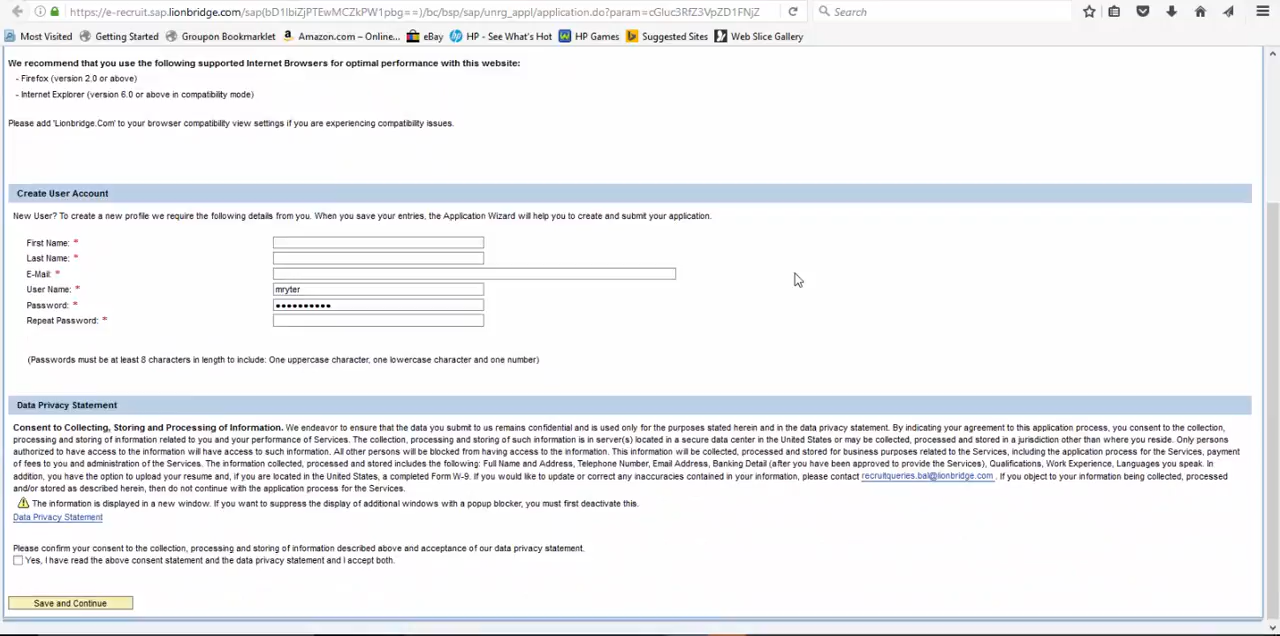 https://e-recruit.sap.lionbridge.com/sap(bD1lbiZjPTEwMCZkPW1pbg==)/bc/bsp/sap/unrg_appl/application.do?param=cGluc3RfZ3VpZD1FNjZ
Search
Most Visited Getting Started Groupon Bookmarklet Amazon.com – Online... eBay HP - See What's Hot HP Games Suggested Sites Web Slice Gallery
We recommend that you use the following supported Internet Browsers for optimal performance with this website:
- Firefox (version 2.0 or above)
- Internet Explorer (version 6.0 or above in compatibility mode)
Please add 'Lionbridge.Com' to your browser compatibility view settings if you are experiencing compatibility issues.
Create User Account
New User? To create a new profile we require the following details from you. When you save your entries, the Application Wizard will help you to create and submit your application.
First Name: *
Last Name: *
E-Mail: *
User Name: * mryter
Password: * ●●●●●●●●●●
Repeat Password: *
(Passwords must be at least 8 characters in length to include: One uppercase character, one lowercase character and one number)
Data Privacy Statement
Consent to Collecting, Storing and Processing of Information. We endeavor to ensure that the data you submit to us remains confidential and is used only for the purposes stated herein and in the data privacy statement. By indicating your agreement to this application process, you consent to the collection,
processing and storing of information related to you and your performance of Services. The collection, processing and storing of such information is in server(s) located in a secure data center in the United States or may be collected, processed and stored in a jurisdiction other than where you reside. Only persons
authorized to have access to the information will have access to such information. All other persons will be blocked from having access to the information. This information will be collected, processed and stored for business purposes related to the Services, including the application process for the Services, payment
of fees to you and administration of the Services. The information collected, processed and stored includes the following: Full Name and Address, Telephone Number, Email Address, Banking Detail (after you have been approved to provide the Services), Qualifications, Work Experience, Languages you speak. In
addition, you have the option to upload your resume and, if you are located in the United States, a completed Form W-9. If you would like to update or correct any inaccuracies contained in your information, please contact recruitqueries.bal@lionbridge.com . If you object to your information being collected, processed
and/or stored as described herein, then do not continue with the application process for the Services.
The information is displayed in a new window. If you want to suppress the display of additional windows with a popup blocker, you must first deactivate this.
Data Privacy Statement
Please confirm your consent to the collection, processing and storing of information described above and acceptance of our data privacy statement.
Yes, I have read the above consent statement and the data privacy statement and I accept both.
Save and Continue